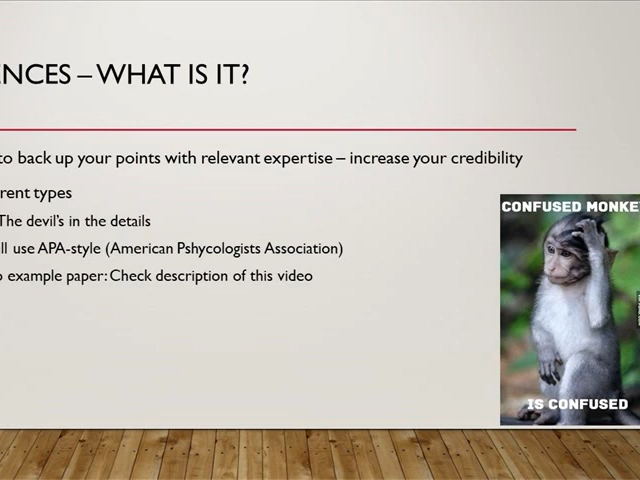 ENCES – WHAT IS IT?
to back up your points with relevant expertise – increase your credibility
rent types
The devil's in the details
ll use APA-style (American Pshycologists Association)
o example paper: Check description of this video
CONFUSED MONKEY
IS CONFUSED